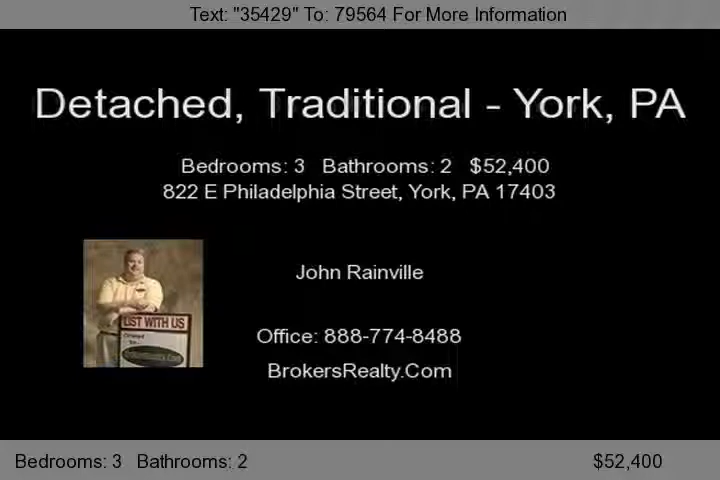 Text: "35429" To: 79564 For More Information
Detached, Traditional - York, PA
Bedrooms: 3 Bathrooms: 2 $52,400
822 E Philadelphia Street, York, PA 17403
John Rainville
LIST WITH US
Office: 888-774-8488
BrokersRealty.Com
Bedrooms: 3 Bathrooms: 2 $52,400